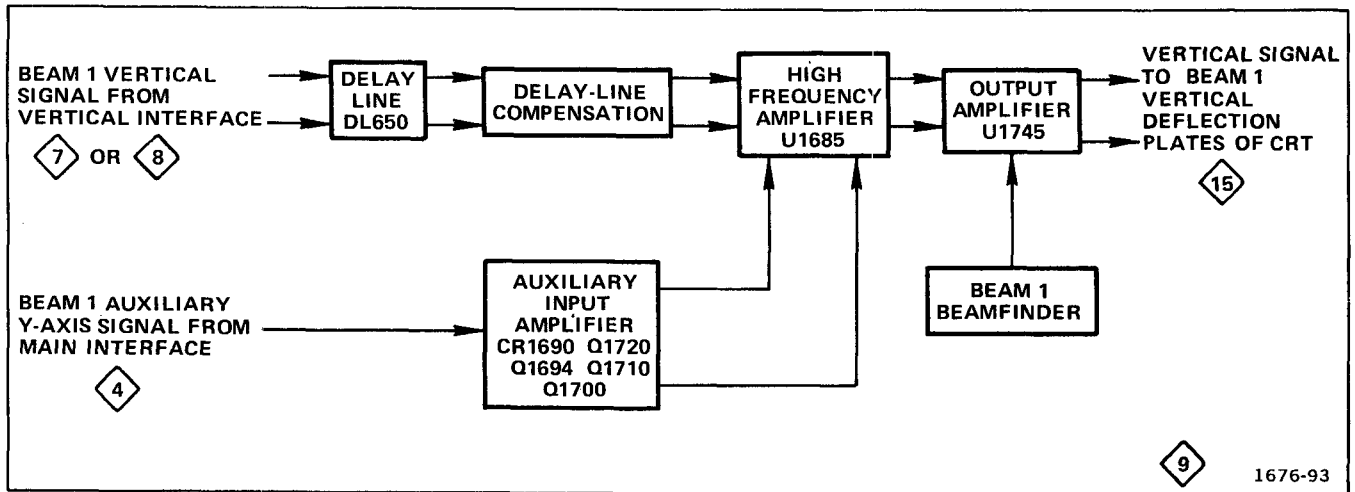 BEAM 1 VERTICAL
SIGNAL FROM
VERTICAL INTERFACE
7 OR 8
DELAY
LINE
DL650
DELAY-LINE
COMPENSATION
HIGH
FREQUENCY
AMPLIFIER
U1685
OUTPUT
AMPLIFIER
U1745
VERTICAL SIGNAL
TO BEAM 1
VERTICAL
DEFLECTION
PLATES OF CRT
15
BEAM 1 AUXILIARY
Y-AXIS SIGNAL FROM
MAIN INTERFACE
4
AUXILIARY
INPUT
AMPLIFIER
CR1690 Q1720
Q1694 Q1710
Q1700
BEAM 1
BEAMFINDER
9
1676-93